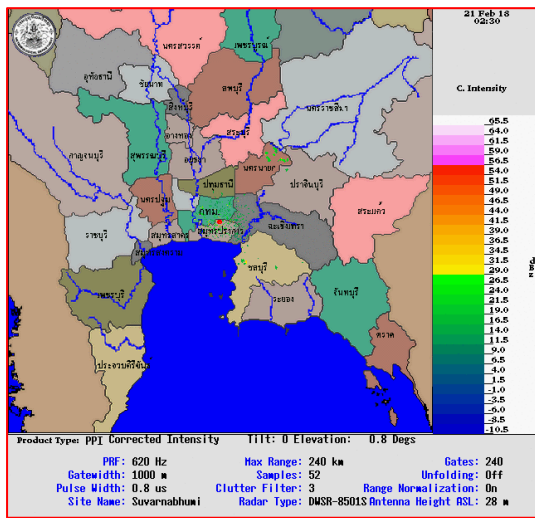 21 Feb 18
02:30
นครสวรรค์
เพชรบูรณ์
C. Intensity
อุทัยธานี
ชัยนาท
ลพบุรี
นครราชสีมา
สิงห์บุรี
65.5
64.0
61.5
59.0
56.5
54.0
51.5
49.0
46.5
44.0
41.5
39.0
36.5
34.0
31.5
29.0
26.5
24.0
21.5
19.0
16.5
14.0
11.5
9.0
6.5
4.0
1.5
-1.0
-3.5
-6.0
-8.5
-10.5
อ่างทอง
สระบุรี
กาญจนบุรี
สุพรรณบุรี
อยุธยา
นครนายก
ปราจีนบุรี
ปทุมธานี
นครปฐม
สระแก้ว
กทม.
ราชบุรี
สมุทรสาคร
สมุทรปราการ
ฉะเชิงเทรา
สมุทรสงคราม
ชลบุรี
เพชรบุรี
ระยอง
จันทบุรี
ตราด
ประจวบคีรีขันธ์
Product Type: PPI Corrected Intensity Tilt: 0 Elevation: 0.8 Degs
PRF: 620 Hz Max Range: 240 km Gates: 240
Gatewidth: 1000 m Samples: 52 Unfolding: Off
Pulse Width: 0.8 us Clutter Filter: 3 Range Normalization: On
Site Name: Suvarnabhumi Radar Type: DWSR-8501S Antenna Height ASL: 28 m